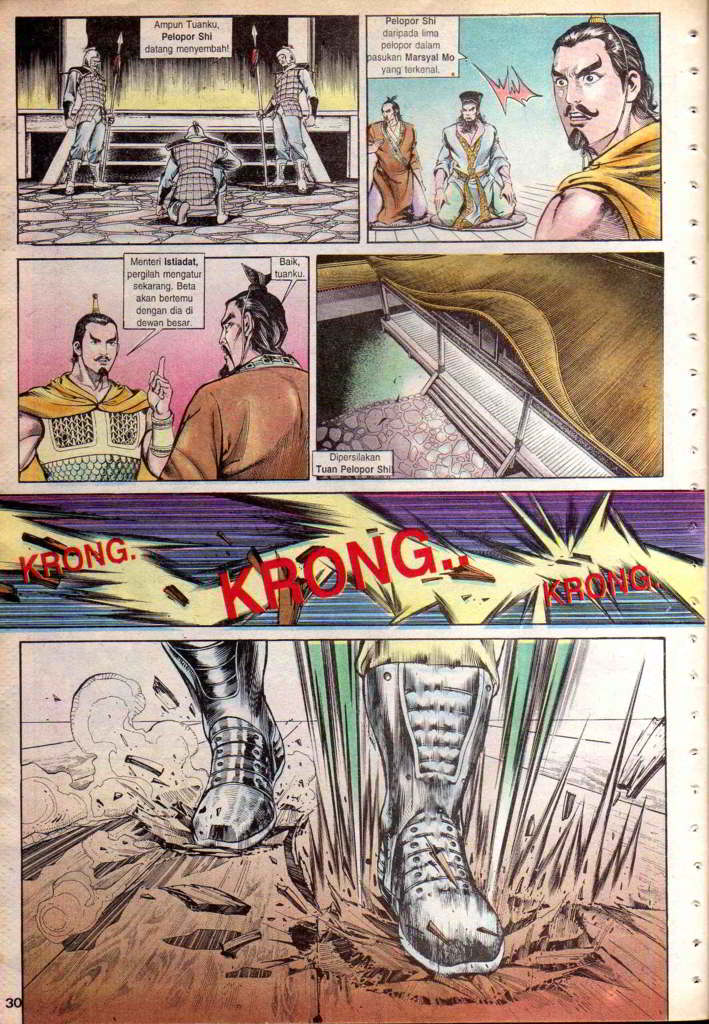 Ampun Tuanku,
Pelopor Shi
datang menyembah!
Pelopor Shi
daripada lima
pelopor dalam
pasukan Marsyal Mo
yang terkenal.
Menteri Istiadat,
pergilah mengatur
sekarang. Beta
akan bertemu
dengan dia di
dewan besar.
Baik,
tuanku.
Dipersilakan
Tuan Pelopor Shi!
KRONG.
KRONG..
KRONG.
30